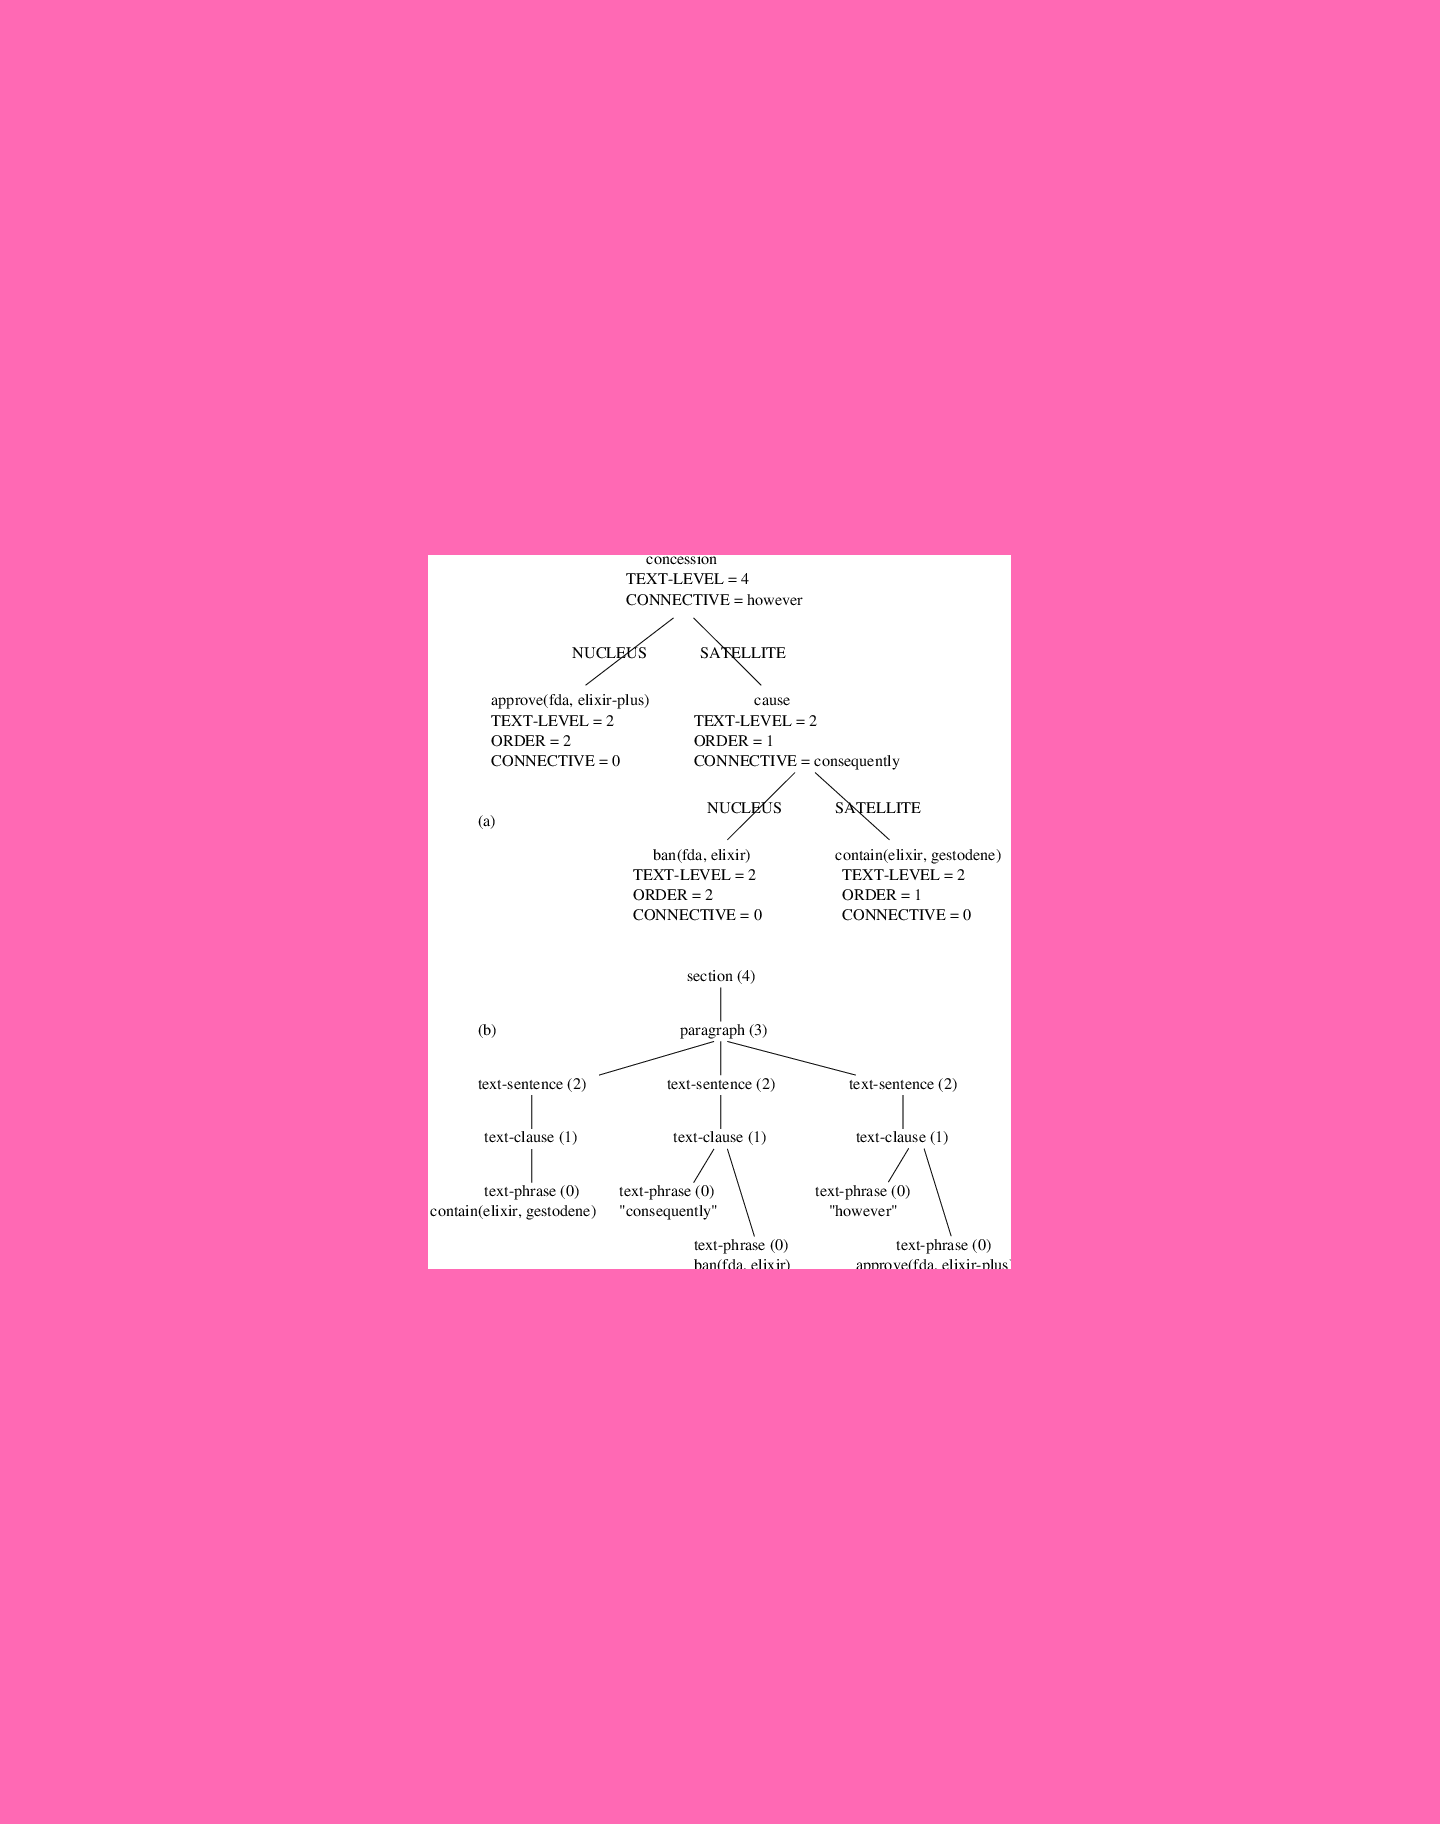 concession
TEXT-LEVEL = 4
CONNECTIVE = however
NUCLEUS SATELLITE
approve(fda, elixir-plus) cause
TEXT-LEVEL = 2 TEXT-LEVEL = 2
ORDER = 2 ORDER = 1
CONNECTIVE = 0 CONNECTIVE = consequently
NUCLEUS SATELLITE
(a)
ban(fda, elixir) contain(elixir, gestodene)
TEXT-LEVEL = 2 TEXT-LEVEL = 2
ORDER = 2 ORDER = 1
CONNECTIVE = 0 CONNECTIVE = 0
section (4)
(b) paragraph (3)
text-sentence (2) text-sentence (2) text-sentence (2)
text-clause (1) text-clause (1) text-clause (1)
text-phrase (0) text-phrase (0) text-phrase (0)
contain(elixir, gestodene) "consequently" "however"
text-phrase (0) text-phrase (0)
ban(fda, elixir) approve(fda, elixir-plus)